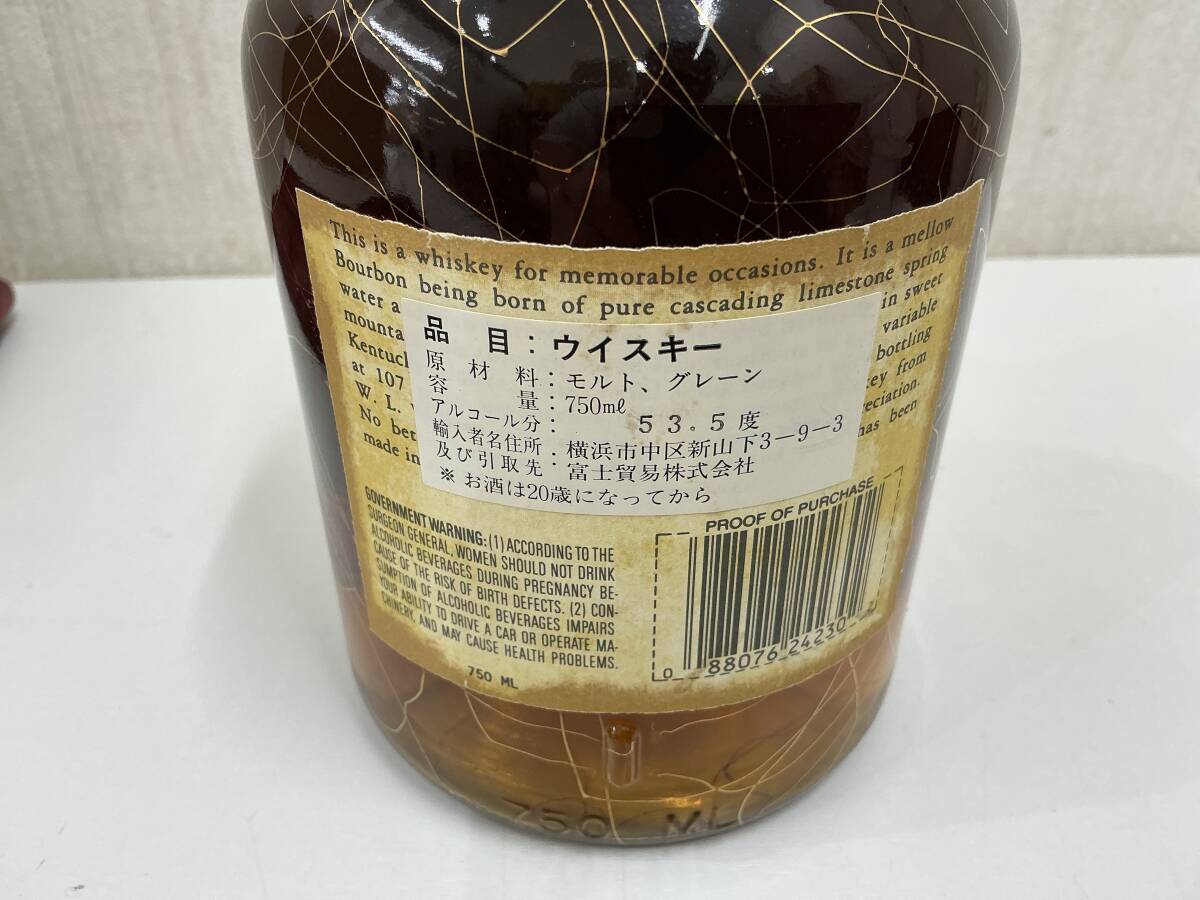 This is a whiskey for memorable occasions. It is a mellow
Bourbon being born of pure cascading limestone spring
water a in sweet
mounta variable
Kentuc bottling
at 107 key from
W. L. reciation.
No bet has been
made in
品目：ウイスキー
原材料：モルト、グレーン
容量：750mℓ
アルコール分：53.5度
輸入者名住所：横浜市中区新山下3-9-3
及び引取先：富士貿易株式会社
※お酒は20歳になってから
GOVERNMENT WARNING: (1) ACCORDING TO THE
SURGEON GENERAL, WOMEN SHOULD NOT DRINK
ALCOHOLIC BEVERAGES DURING PREGNANCY BE-
CAUSE OF THE RISK OF BIRTH DEFECTS. (2) CON-
SUMPTION OF ALCOHOLIC BEVERAGES IMPAIRS
YOUR ABILITY TO DRIVE A CAR OR OPERATE MA-
CHINERY, AND MAY CAUSE HEALTH PROBLEMS.
750 ML
PROOF OF PURCHASE
0 88076 24230 2
750 ML